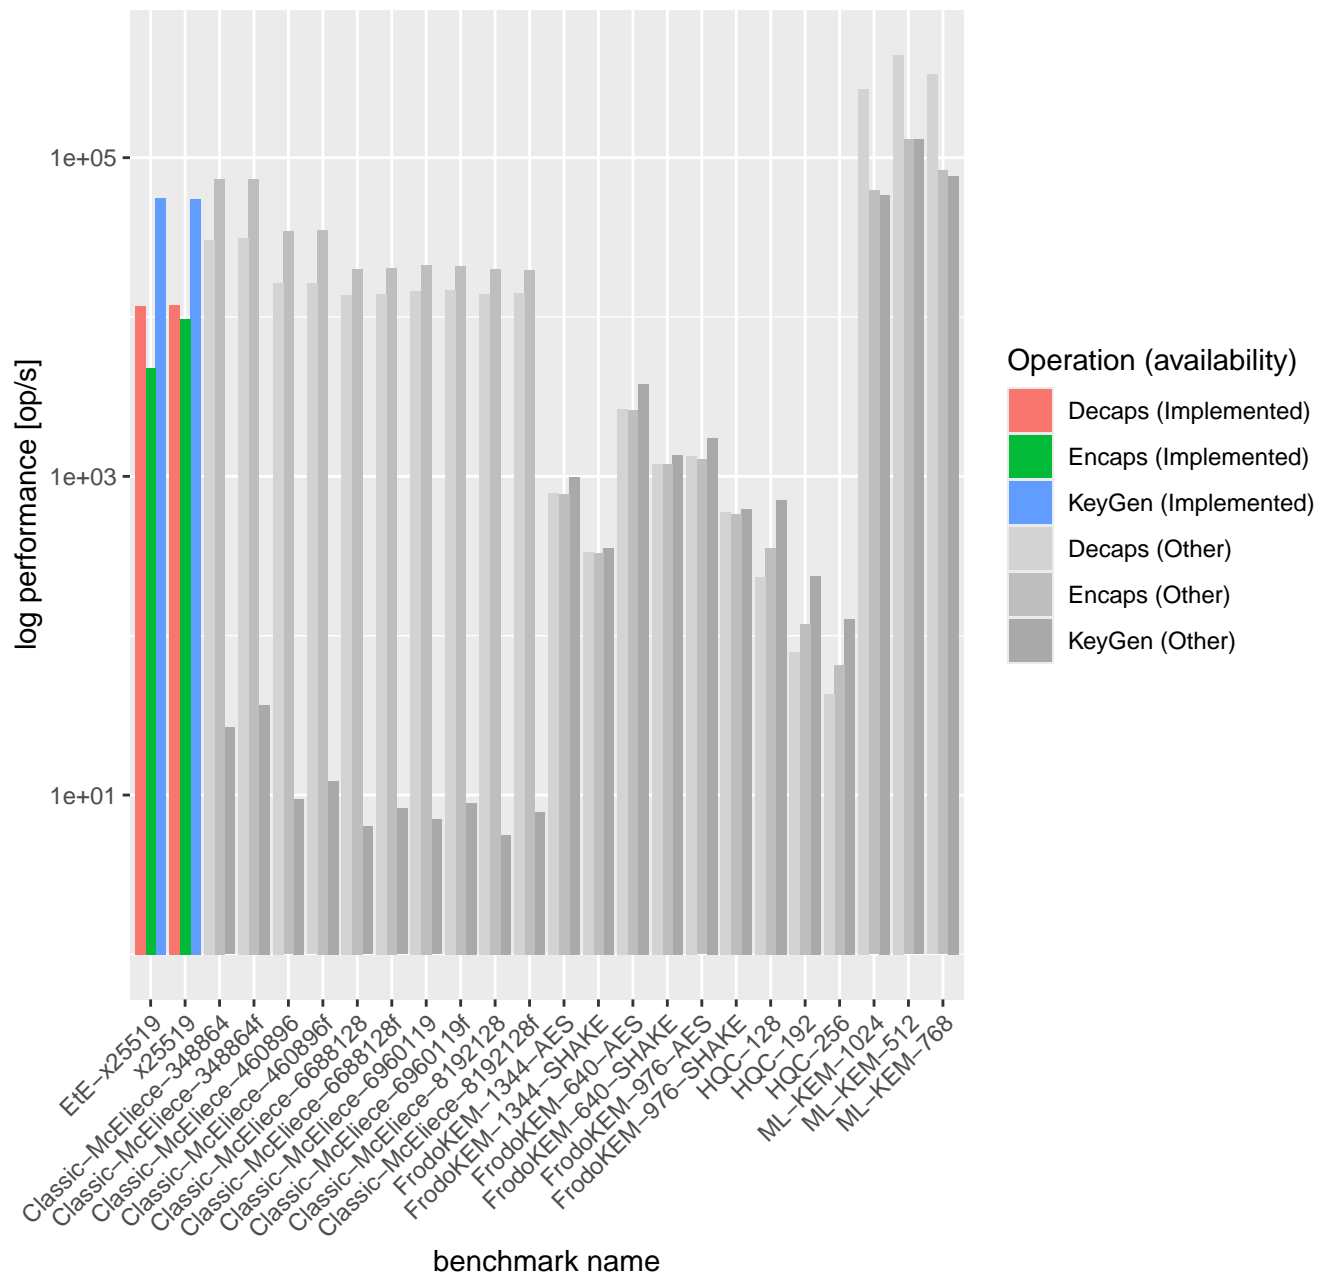 log performance [op/s]
1e+05
1e+03
1e+01
EtE−x25519
x25519
Classic−McEliece−348864
Classic−McEliece−348864f
Classic−McEliece−460896
Classic−McEliece−460896f
Classic−McEliece−6688128
Classic−McEliece−6688128f
Classic−McEliece−6960119
Classic−McEliece−6960119f
Classic−McEliece−8192128
Classic−McEliece−8192128f
FrodoKEM−1344−AES
FrodoKEM−1344−SHAKE
FrodoKEM−640−AES
FrodoKEM−640−SHAKE
FrodoKEM−976−AES
FrodoKEM−976−SHAKE
HQC−128
HQC−192
HQC−256
ML−KEM−1024
ML−KEM−512
ML−KEM−768
benchmark name
Operation (availability)
Decaps (Implemented)
Encaps (Implemented)
KeyGen (Implemented)
Decaps (Other)
Encaps (Other)
KeyGen (Other)